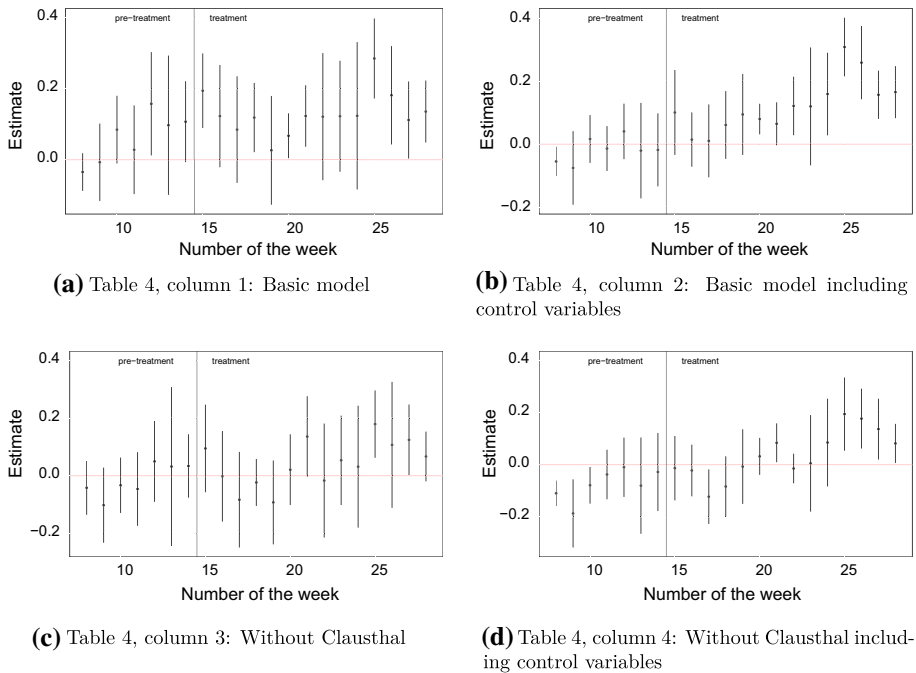 0.4
0.2
0.0
Estimate
pre−treatment
treatment
10
15
20
25
Number of the week
(a) Table 4, column 1: Basic model
0.4
0.2
0.0
−0.2
Estimate
pre−treatment
treatment
10
15
20
25
Number of the week
(b) Table 4, column 2: Basic model including
control variables
0.4
0.2
0.0
−0.2
Estimate
pre−treatment
treatment
10
15
20
25
Number of the week
(c) Table 4, column 3: Without Clausthal
0.4
0.2
0.0
−0.2
Estimate
pre−treatment
treatment
10
15
20
25
Number of the week
(d) Table 4, column 4: Without Clausthal includ-
ing control variables